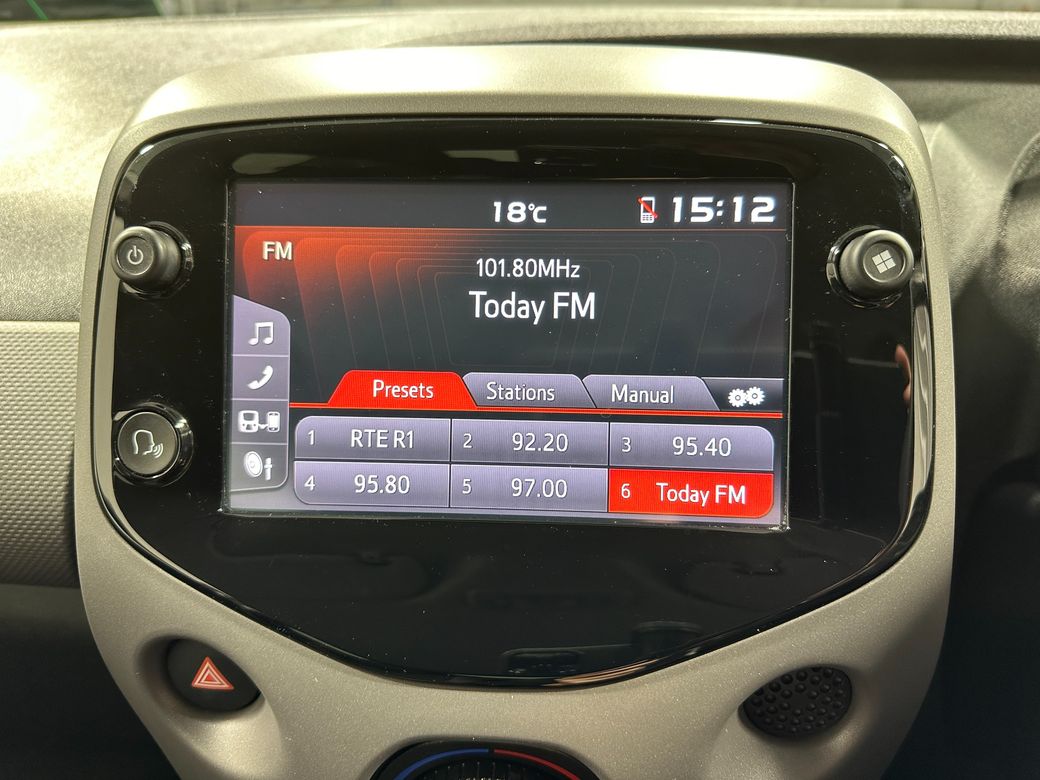 18°C 15:12
FM
101.80MHz
Today FM
Presets Stations Manual
1 RTE R1 2 92.20 3 95.40
4 95.80 5 97.00 6 Today FM